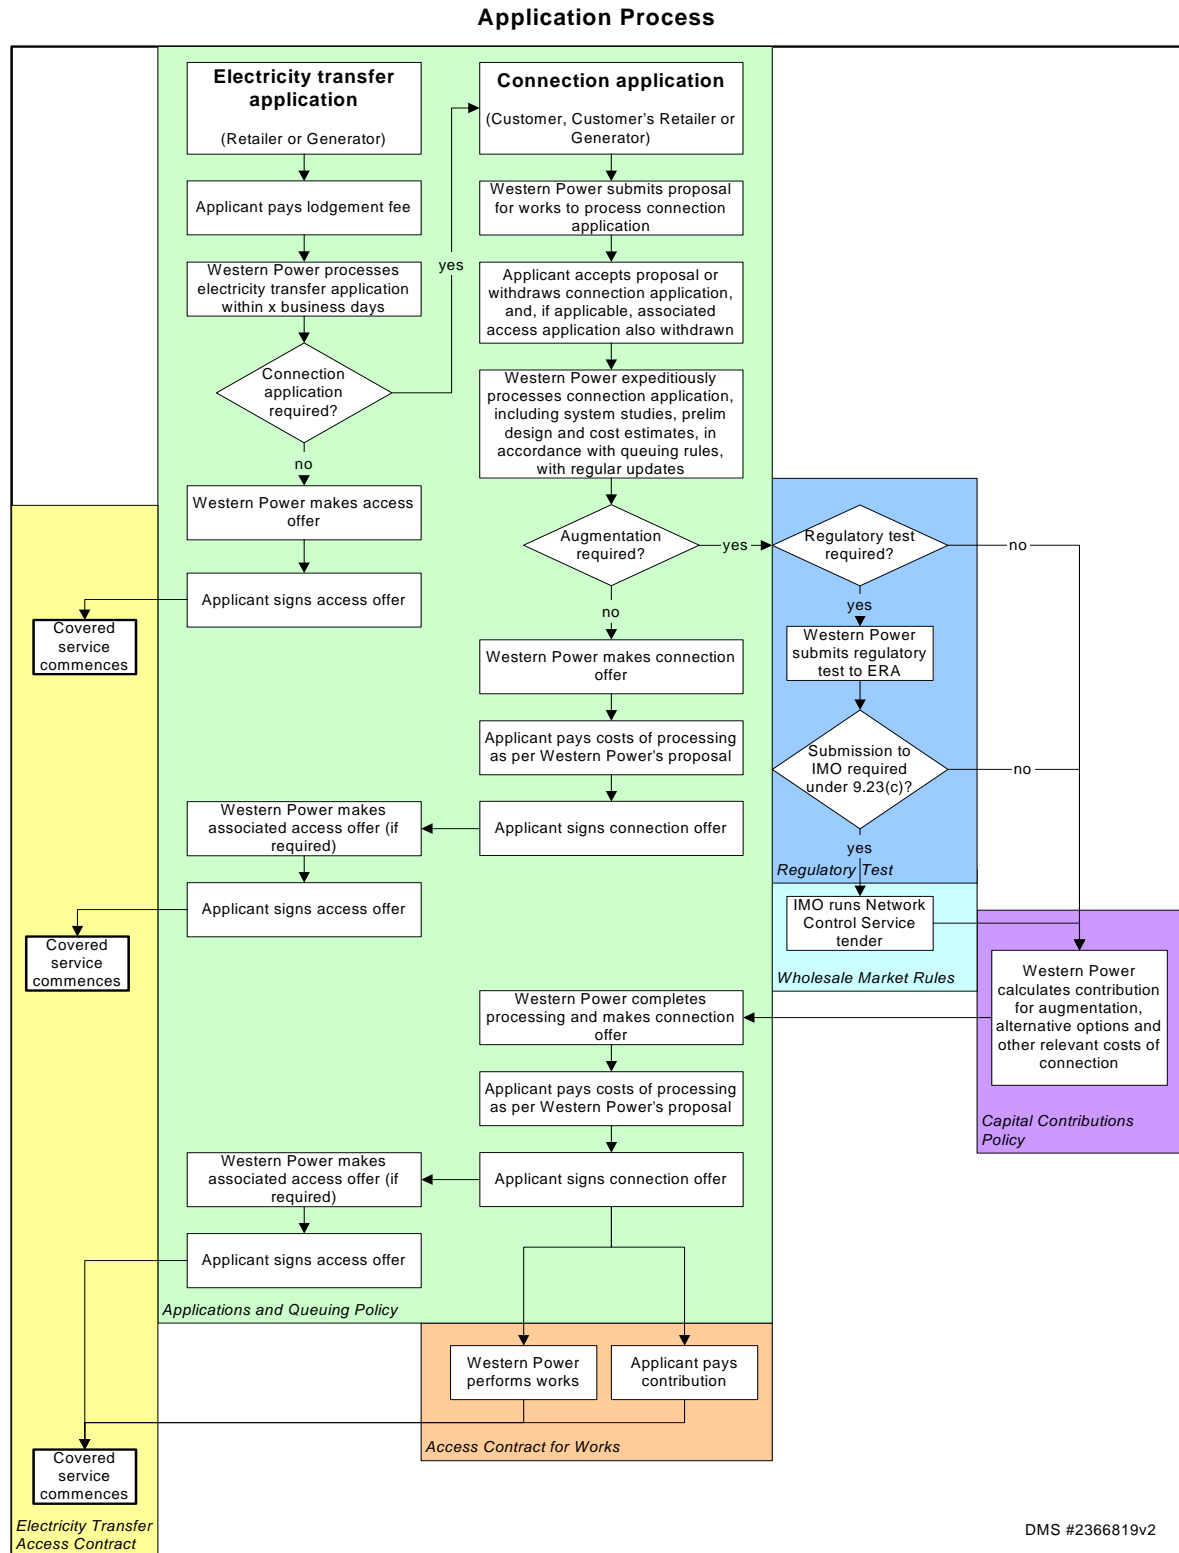 Application Process
Electricity transfer
application
(Retailer or Generator)
Connection application
(Customer, Customer's Retailer or
Generator)
Applicant pays lodgement fee
Western Power submits proposal
for works to process connection
application
Western Power processes
electricity transfer application
within x business days
yes
Applicant accepts proposal or
withdraws connection application,
and, if applicable, associated
access application also withdrawn
Connection
application
required?
Western Power expeditiously
processes connection application,
including system studies, prelim
design and cost estimates, in
accordance with queuing rules,
with regular updates
no
Western Power makes access
offer
Augmentation
required?
yes
Regulatory test
required?
no
Applicant signs access offer
no
yes
Covered
service
commences
Western Power makes connection
offer
Western Power
submits regulatory
test to ERA
Applicant pays costs of processing
as per Western Power's proposal
Submission to
IMO required
under 9.23(c)?
no
Western Power makes
associated access offer (if
required)
Applicant signs connection offer
yes
Regulatory Test
Applicant signs access offer
IMO runs Network
Control Service
tender
Covered
service
commences
Wholesale Market Rules
Western Power
calculates contribution
for augmentation,
alternative options and
other relevant costs of
connection
Western Power completes
processing and makes connection
offer
Applicant pays costs of processing
as per Western Power's proposal
Capital Contributions
Policy
Western Power makes
associated access offer (if
required)
Applicant signs connection offer
Applicant signs access offer
Applications and Queuing Policy
Western Power
performs works
Applicant pays
contribution
Access Contract for Works
Covered
service
commences
Electricity Transfer
Access Contract
DMS #2366819v2